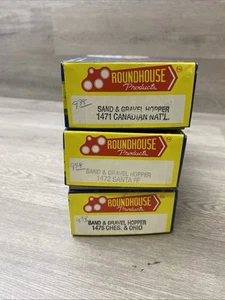 ROUNDHOUSE
Products
SAND & GRAVEL HOPPER
1471 CANADIAN NAT'L.
ROUNDHOUSE
Products
SAND & GRAVEL HOPPER
1472 SANTA FE
ROUNDHOUSE
Products
SAND & GRAVEL HOPPER
1475 CHES. & OHIO